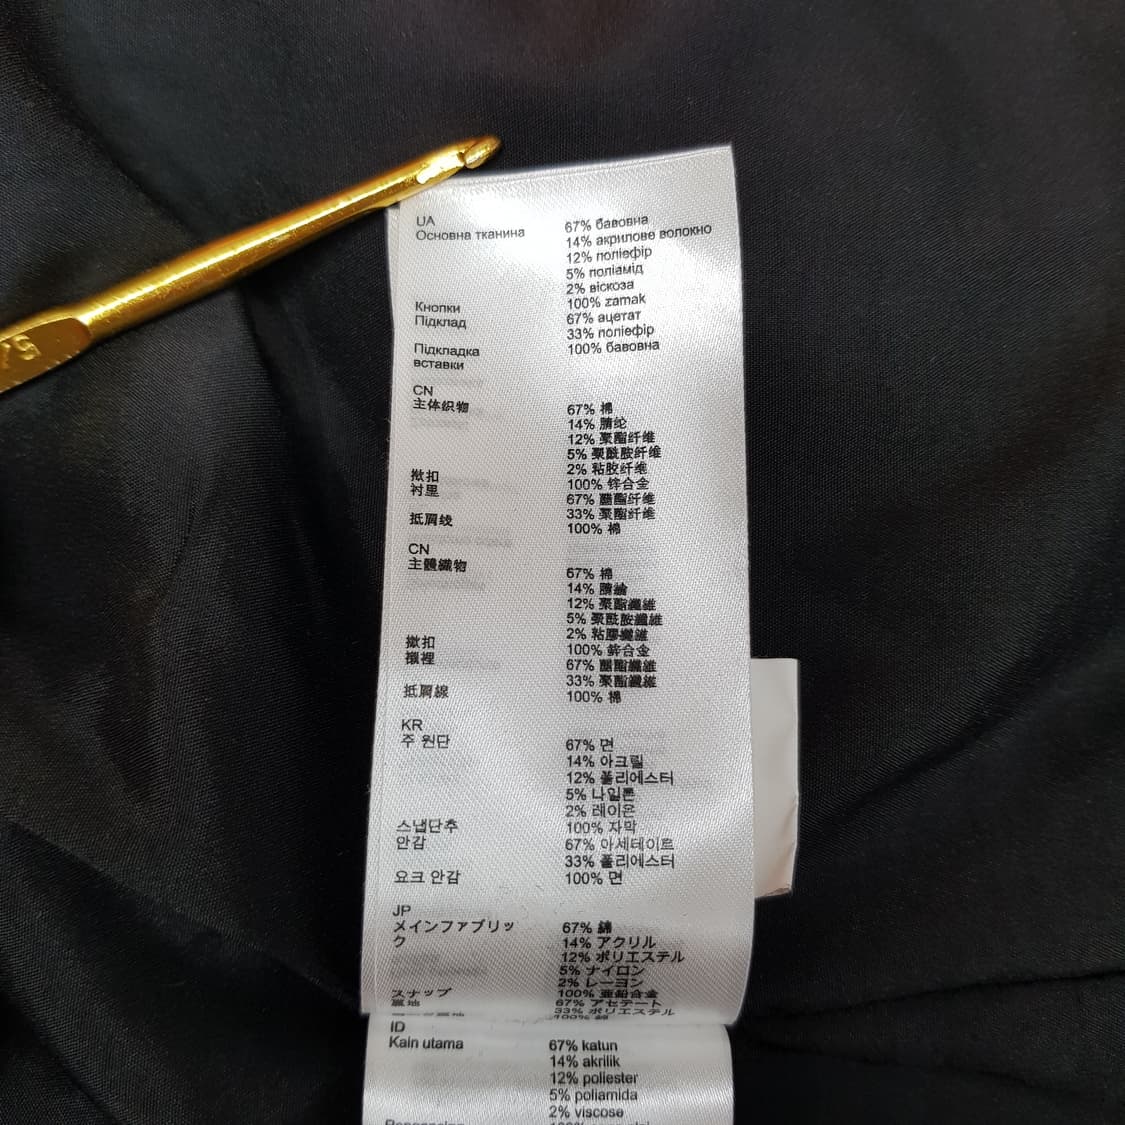 5,
UA
Основна тканина 67% бавовна
14% акрилове волокно
12% поліефір
5% поліамід
2% віскоза
Кнопки 100% zamak
Підклад 67% ацетат
33% поліефір
Підкладка 100% бавовна
вставки
CN
主体织物 67% 棉
14% 腈纶
12% 聚酯纤维
5% 聚酰胺纤维
2% 粘胶纤维
揿扣 100% 锌合金
衬里 67% 醋酯纤维
33% 聚酯纤维
抵肩线 100% 棉
CN
主體織物 67% 棉
14% 腈綸
12% 聚酯纖維
5% 聚酰胺纖維
2% 粘膠纖維
撳扣 100% 鋅合金
襯裡 67% 醋酯纖維
33% 聚酯纖維
抵肩線 100% 棉
KR
주 원단 67% 면
14% 아크릴
12% 폴리에스터
5% 나일론
2% 레이온
스냅단추 100% 자막
안감 67% 아세테이트
33% 폴리에스터
요크 안감 100% 면
JP
メインファブリッ 67% 綿
ク 14% アクリル
12% ポリエステル
5% ナイロン
2% レーヨン
スナップ 100% 亜鉛合金
裏地 67% アセテート
33% ポリエステル
100% 綿
ID
Kain utama 67% katun
14% akrilik
12% poliester
5% poliamida
2% viscose